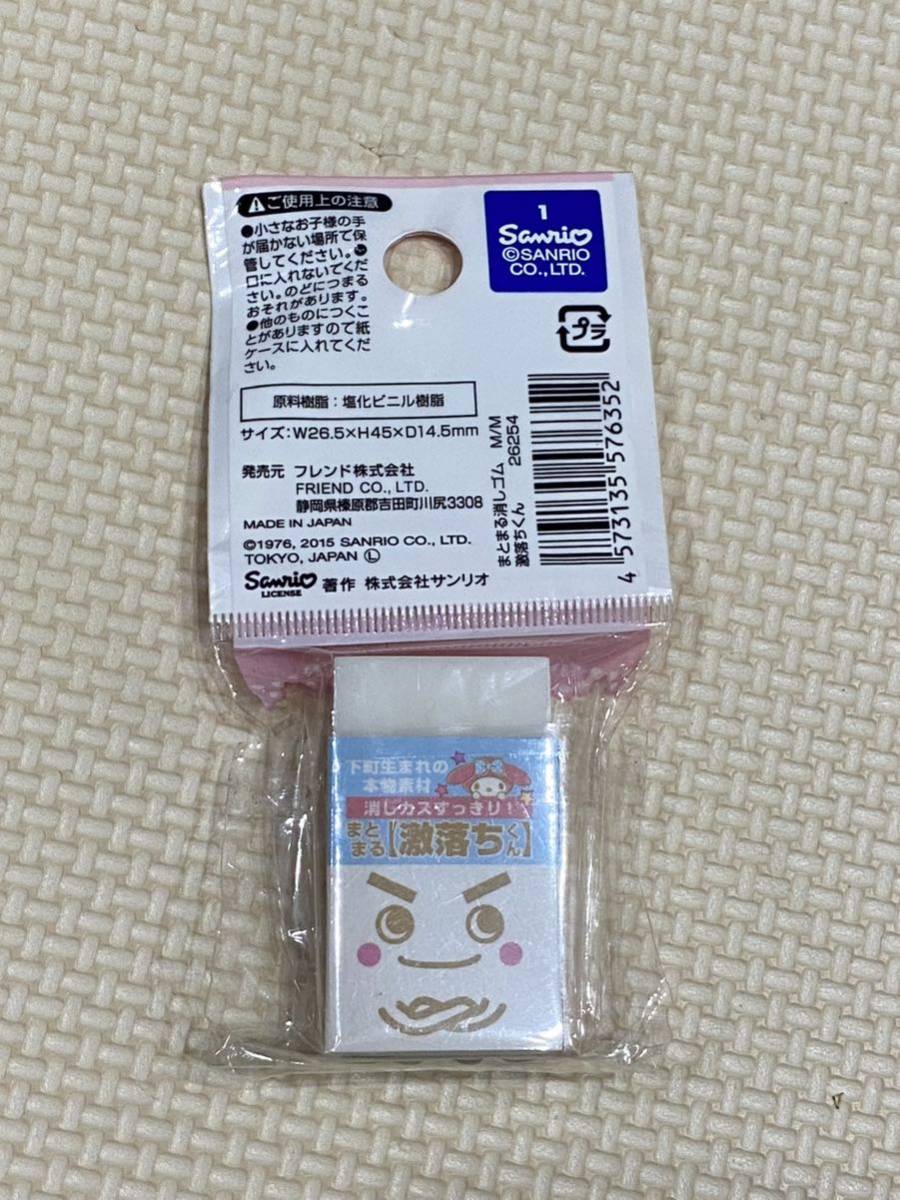 ご使用上の注意
●小さなお子様の手
が届かない場所で保
管してください。●
口に入れないでくだ
さい。のどにつまる
おそれがあります。
●他のものにつくこ
とがありますので紙
ケースに入れてくだ
さい。
1
Sanrio
©SANRIO
CO.,LTD.
プラ
原料樹脂：塩化ビニル樹脂
サイズ：W26.5×H45×D14.5mm
発売元 フレンド株式会社
FRIEND CO., LTD.
静岡県榛原郡吉田町川尻3308
MADE IN JAPAN
©1976, 2015 SANRIO CO., LTD.
TOKYO, JAPAN Ⓛ
Sanrio
LICENSE
著作 株式会社サンリオ
まとまる消しゴム M/M
激落ちくん 26254
4 573135 576352
下町生まれの
本物素材
消しカスすっきり！
まとまる【激落ちくん】